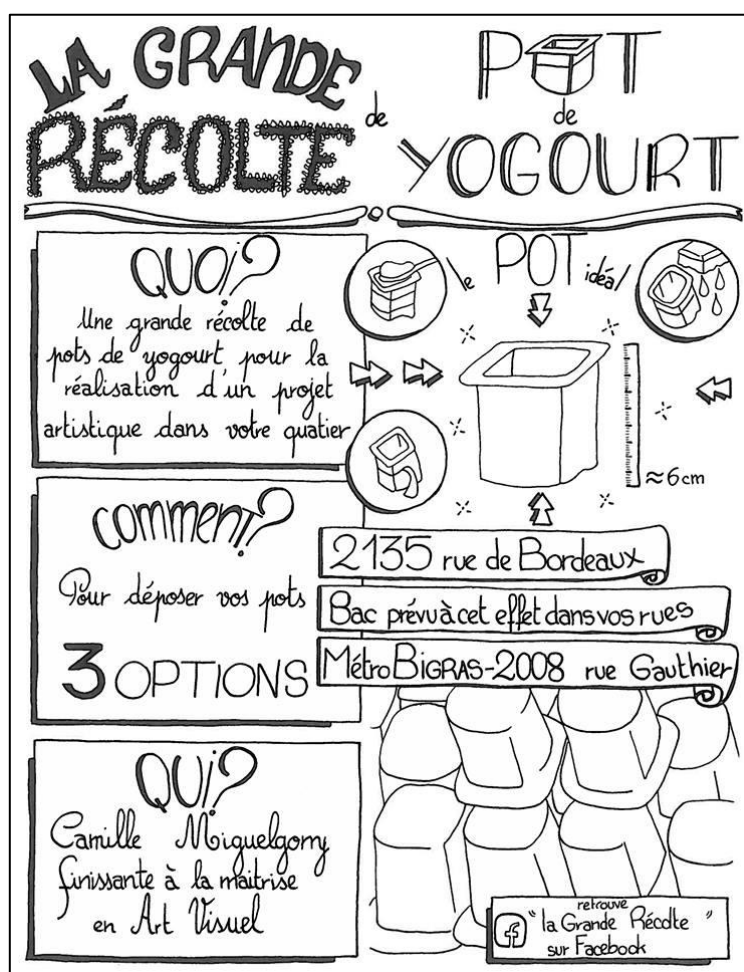 LA GRANDE
RÉCOLTE
de
POT
de
YOGOURT
QUOI?
Une grande récolte de
pots de yogourt pour la
réalisation d'un projet
artistique dans votre quatier
le POT idéal
≈6cm
Comment?
Pour déposer vos pots
3 OPTIONS
2135 rue de Bordeaux
Bac prévu à cet effet dans vos rues
Métro BIGRAS-2008 rue Gauthier
QUI?
Camille Miguelgorry
finissante à la maitrise
en Art Visuel
retrouve
"la Grande Récolte"
sur Facebook